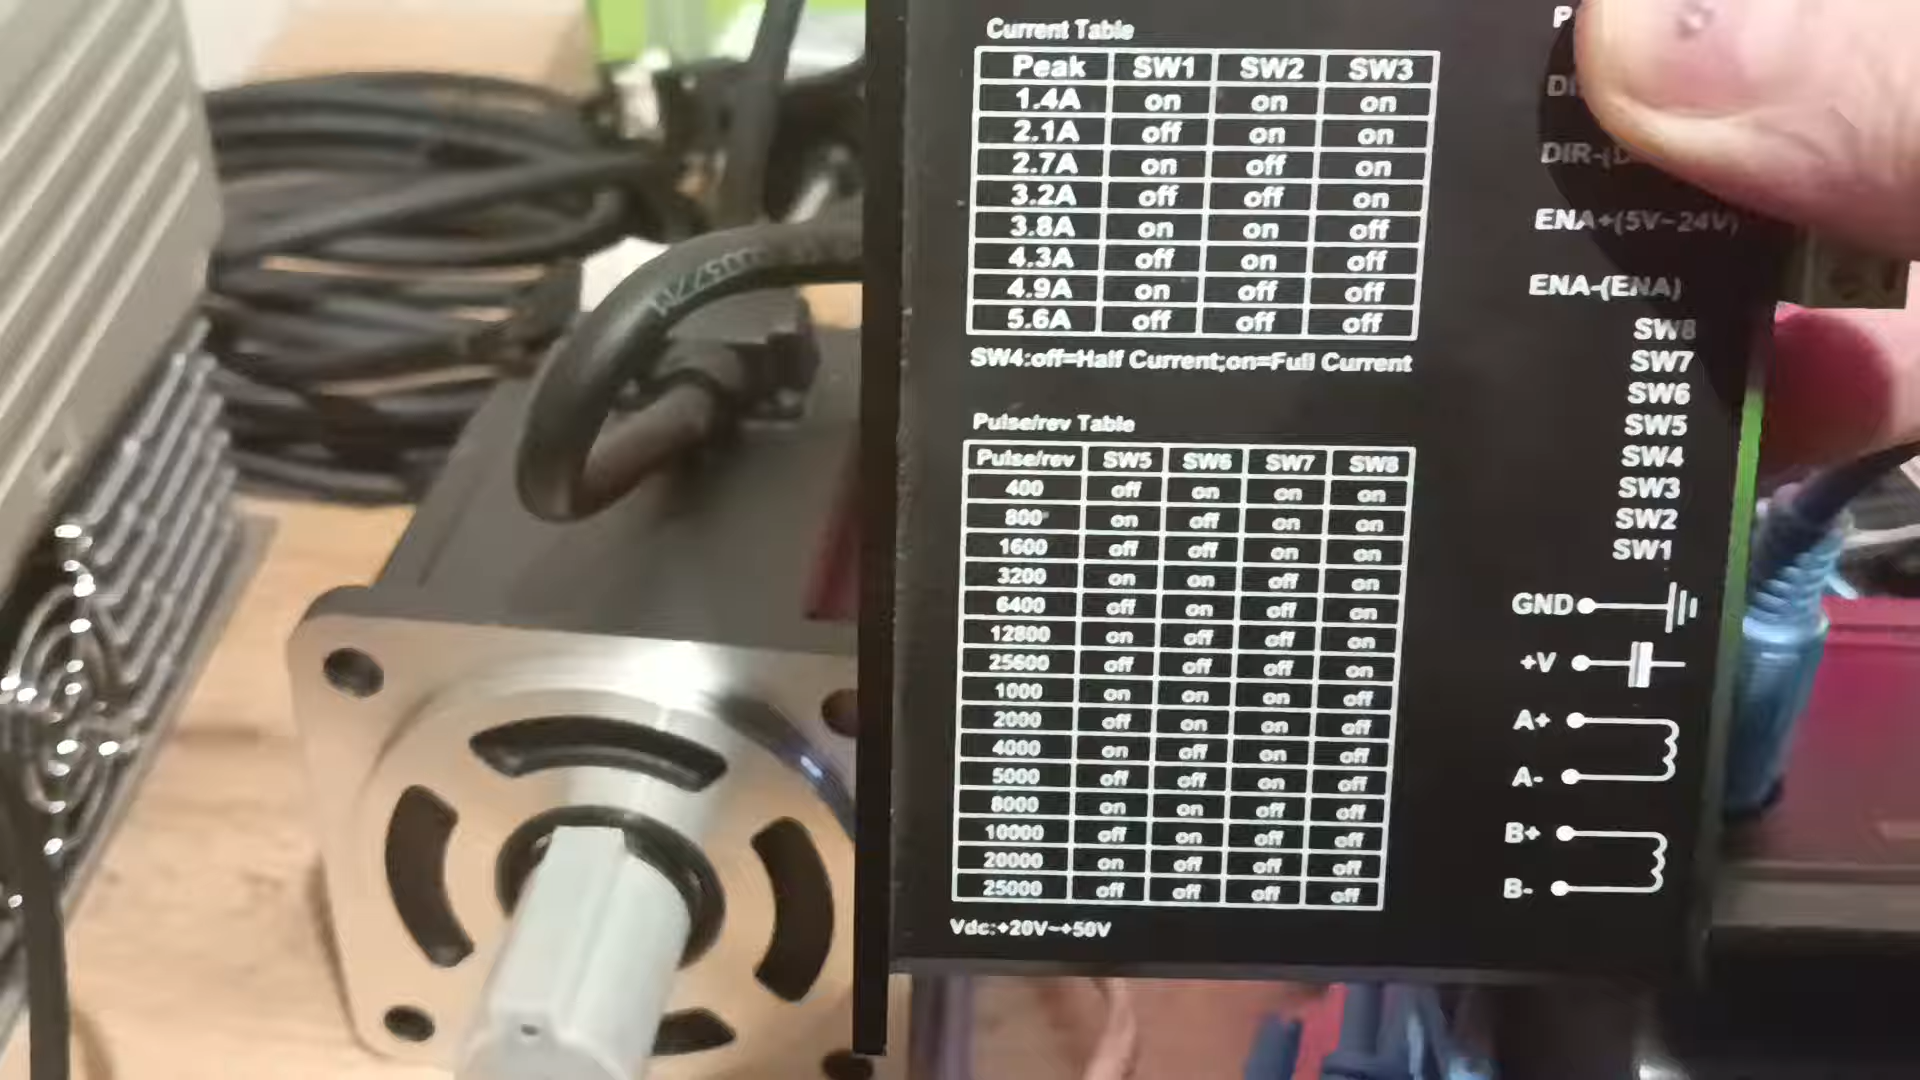 Current Table
Peak SW1 SW2 SW3
1.4A on on on
2.1A off on on
2.7A on off on
3.2A off off on
3.8A on on off
4.3A off on off
4.9A on off off
5.6A off off off
SW4:off=Half Current;on=Full Current
Pulse/rev Table
Pulse/rev SW5 SW6 SW7 SW8
400 off on on on
800 on off on on
1600 off off on on
3200 on on off on
6400 off on off on
12800 on off off on
25600 off off off on
1000 on on on off
2000 off on on off
4000 on off on off
5000 off off on off
8000 on on off off
10000 off on off off
20000 on off off off
25000 off off off off
Vdc:+20V~+50V
ENA+(5V~24V)
ENA-(ENA)
SW8
SW7
SW6
SW5
SW4
SW3
SW2
SW1
GND
+V
A+
A-
B+
B-